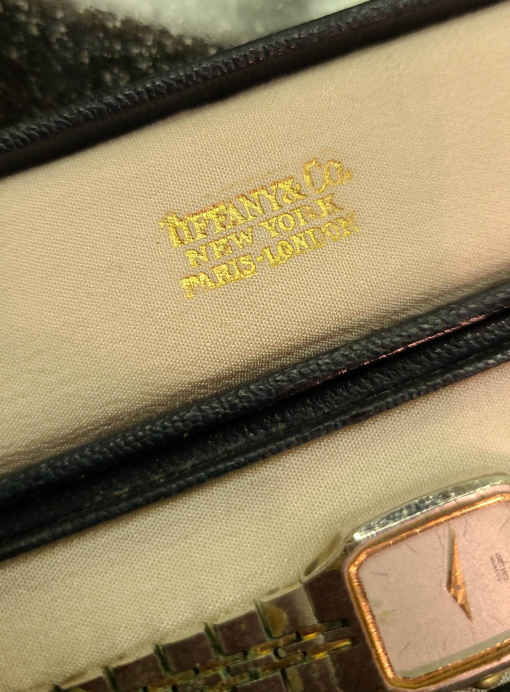 TIFFANY & Co.
NEW YORK
PARIS-LONDON